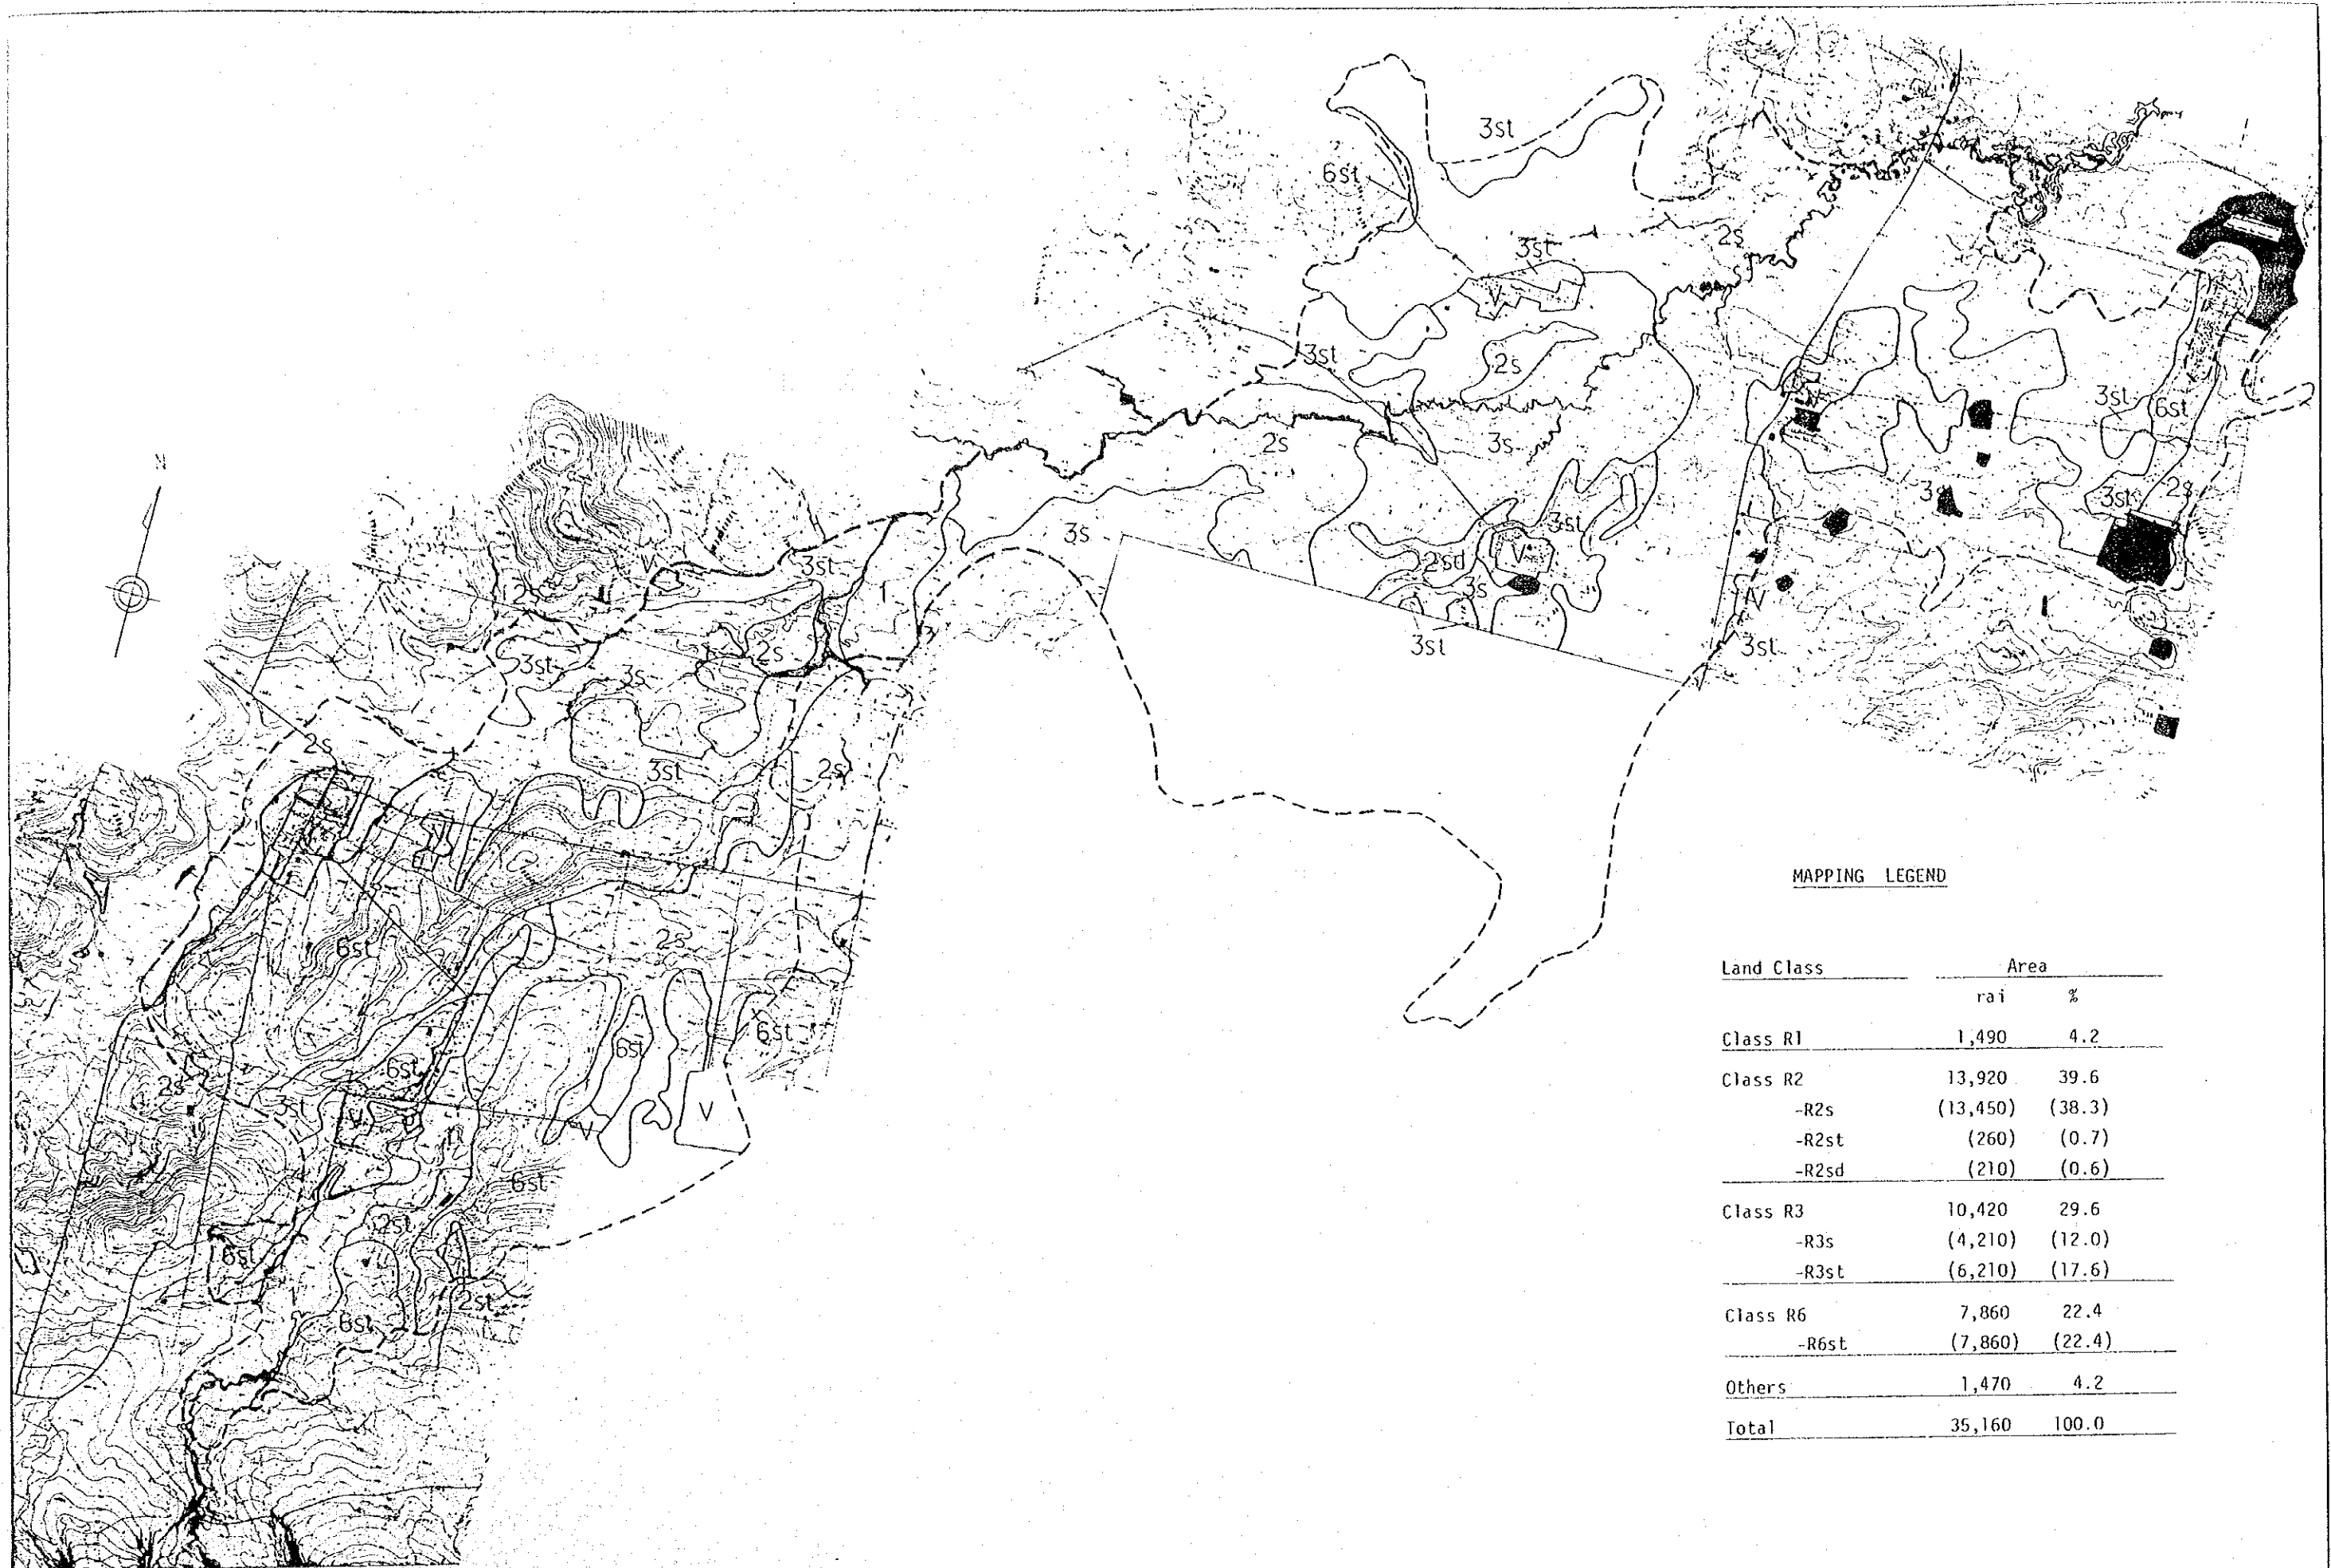 3st
6st
3st
2s
V
3st
2s
3st
6st
2s
3s
3s
3st
2s
N
3s
3st
V
3st
2sd
V
2s
1
3s
V
2s
3st
3st
3s
3st
2s
3st
2s
V
6st
2s
6st
6st
6st
2s
3st
V
V
V
6st
2st
6st
2st
6st
MAPPING LEGEND
Land Class Area
rai %
Class R1 1,490 4.2
Class R2 13,920 39.6
-R2s (13,450) (38.3)
-R2st (260) (0.7)
-R2sd (210) (0.6)
Class R3 10,420 29.6
-R3s (4,210) (12.0)
-R3st (6,210) (17.6)
Class R6 7,860 22.4
-R6st (7,860) (22.4)
Others 1,470 4.2
Total 35,160 100.0